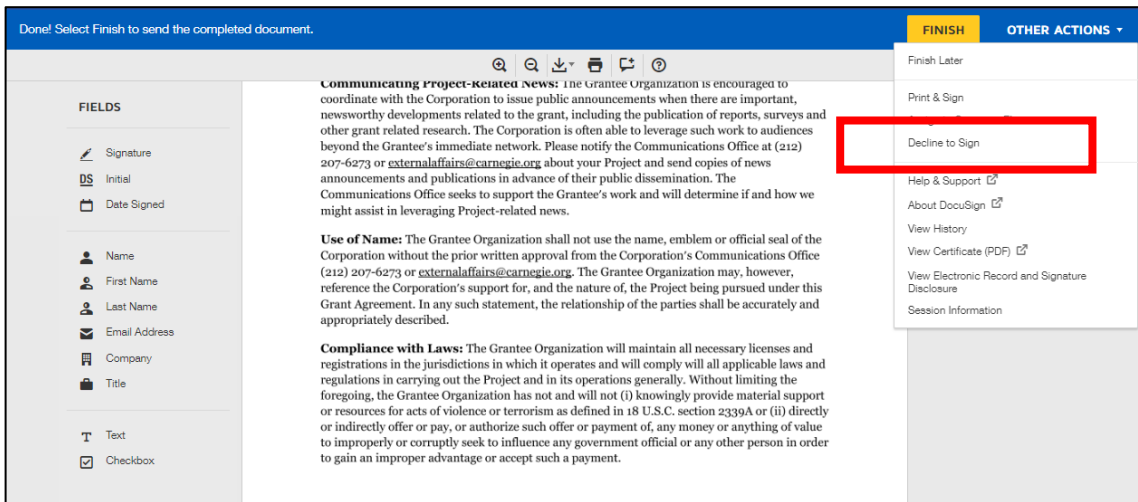 Done! Select Finish to send the completed document.
FINISH
OTHER ACTIONS
Finish Later
Print & Sign
Decline to Sign
Help & Support
About DocuSign
View History
View Certificate (PDF)
View Electronic Record and Signature
Disclosure
Session Information
FIELDS
Signature
DS Initial
Date Signed
Name
First Name
Last Name
Email Address
Company
Title
T Text
Checkbox
Communicating Project-Related News: The Grantee Organization is encouraged to
coordinate with the Corporation to issue public announcements when there are important,
newsworthy developments related to the grant, including the publication of reports, surveys and
other grant related research. The Corporation is often able to leverage such work to audiences
beyond the Grantee's immediate network. Please notify the Communications Office at (212)
207-6273 or externalaffairs@carnegie.org about your Project and send copies of news
announcements and publications in advance of their public dissemination. The
Communications Office seeks to support the Grantee's work and will determine if and how we
might assist in leveraging Project-related news.
Use of Name: The Grantee Organization shall not use the name, emblem or official seal of the
Corporation without the prior written approval from the Corporation's Communications Office
(212) 207-6273 or externalaffairs@carnegie.org. The Grantee Organization may, however,
reference the Corporation's support for, and the nature of, the Project being pursued under this
Grant Agreement. In any such statement, the relationship of the parties shall be accurately and
appropriately described.
Compliance with Laws: The Grantee Organization will maintain all necessary licenses and
registrations in the jurisdictions in which it operates and will comply will all applicable laws and
regulations in carrying out the Project and in its operations generally. Without limiting the
foregoing, the Grantee Organization has not and will not (i) knowingly provide material support
or resources for acts of violence or terrorism as defined in 18 U.S.C. section 2339A or (ii) directly
or indirectly offer or pay, or authorize such offer or payment of, any money or anything of value
to improperly or corruptly seek to influence any government official or any other person in order
to gain an improper advantage or accept such a payment.